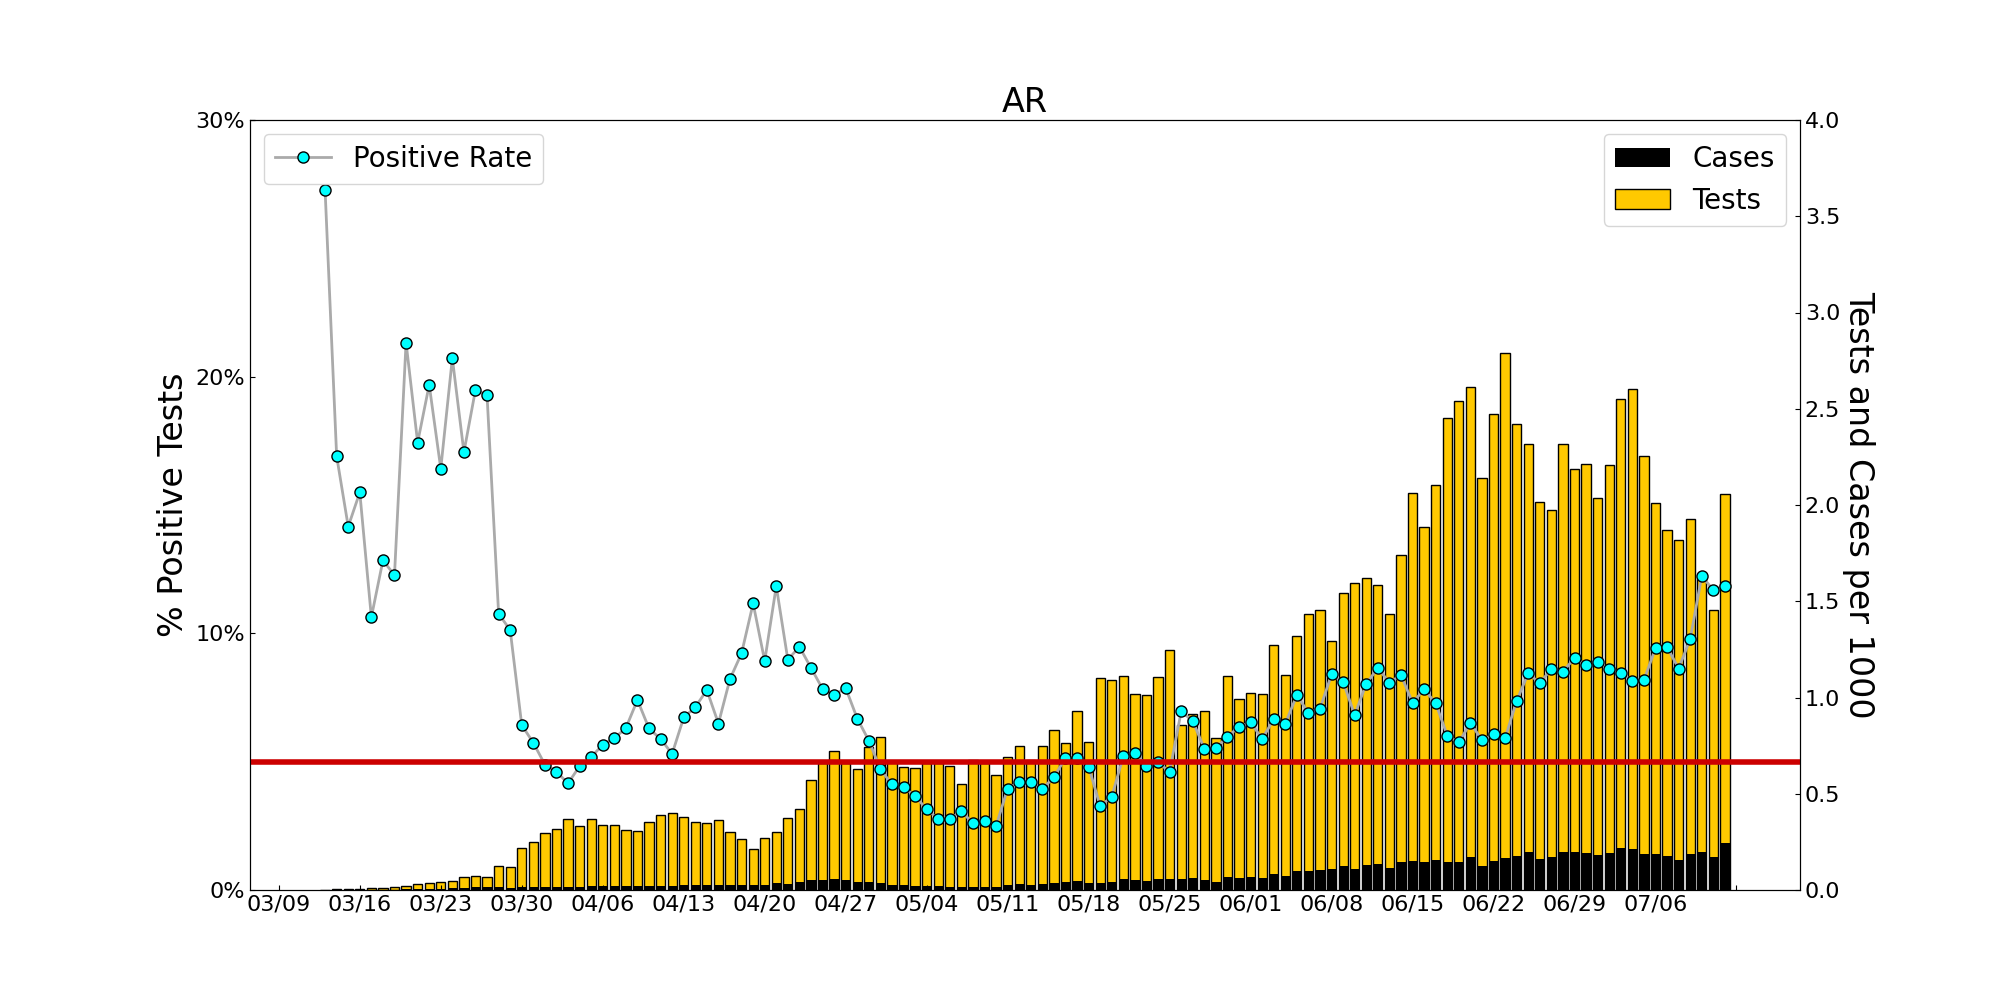 AR
Positive Rate
Cases
Tests
30%
20%
10%
0%
% Positive Tests
4.0
3.5
3.0
2.5
2.0
1.5
1.0
0.5
0.0
Tests and Cases per 1000
03/09 03/16 03/23 03/30 04/06 04/13 04/20 04/27 05/04 05/11 05/18 05/25 06/01 06/08 06/15 06/22 06/29 07/06